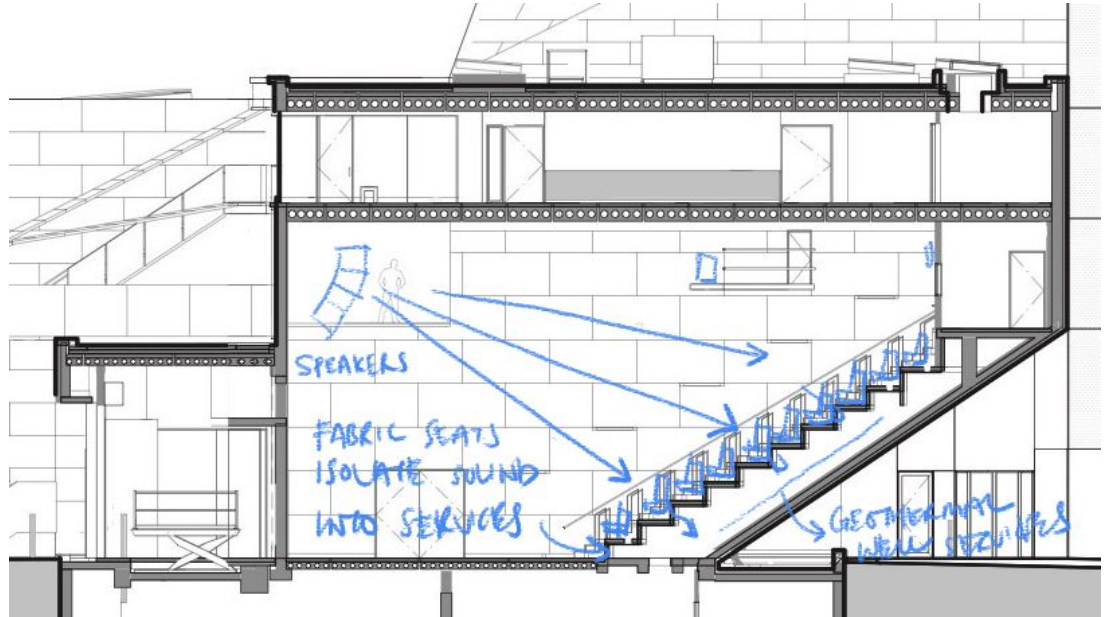 SPEAKERS
FABRIC SEATS
ISOLATE SOUND
INTO SERVICES
GEOTHERMAL
WELL SERVICES